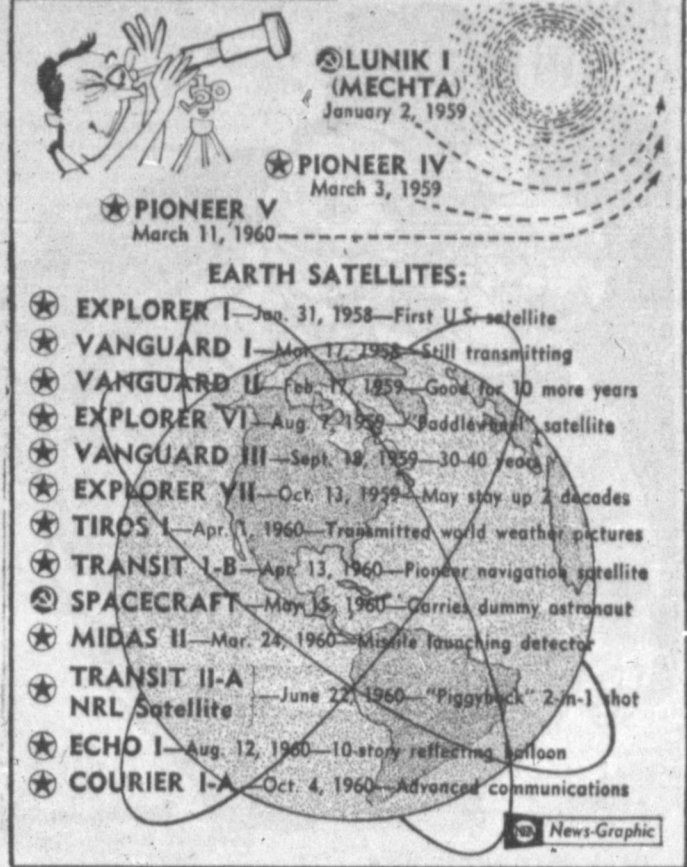 LUNIK I
(MECHTA)
January 2, 1959
PIONEER IV
March 3, 1959
PIONEER V
March 11, 1960
EARTH SATELLITES:
EXPLORER I—Jan. 31, 1958—First U.S. satellite
VANGUARD I—Mar. 17, 1958—Still transmitting
VANGUARD II—Feb. 17, 1959—Good for 10 more years
EXPLORER VI—Aug. 7, 1959—"Paddlewheel" satellite
VANGUARD III—Sept. 18, 1959—30-40 years
EXPLORER VII—Oct. 13, 1959—May stay up 2 decades
TIROS I—Apr. 1, 1960—Transmitted world weather pictures
TRANSIT I-B—Apr. 13, 1960—Pioneer navigation satellite
SPACECRAFT—May 15, 1960—Carries dummy astronaut
MIDAS II—Mar. 24, 1960—Missile launching detector
TRANSIT II-A
NRL Satellite
—June 22, 1960—"Piggyback" 2-in-1 shot
ECHO I—Aug. 12, 1960—10-story reflecting balloon
COURIER I-A—Oct. 4, 1960—Advanced communications
NEA News-Graphic